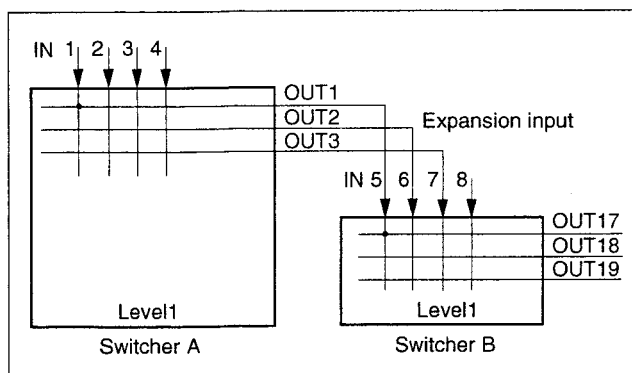 IN 1 2 3 4
OUT1
OUT2
OUT3
Expansion input
IN 5 6 7 8
OUT17
OUT18
OUT19
Level1
Level1
Switcher A
Switcher B